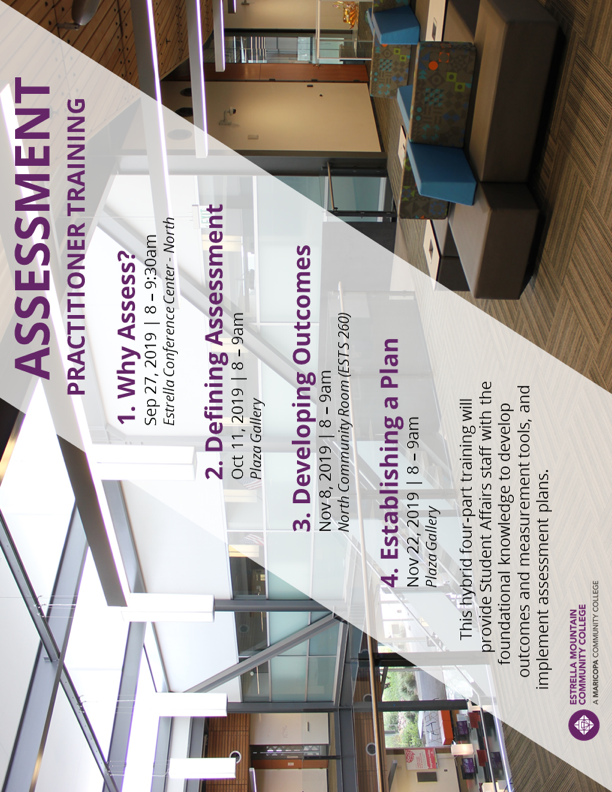 ASSESSMENT
PRACTITIONER TRAINING
1. Why Assess?
Sep 27, 2019 | 8 – 9:30am
Estrella Conference Center - North
2. Defining Assessment
Oct 11, 2019 | 8 – 9am
Plaza Gallery
3. Developing Outcomes
Nov 8, 2019 | 8 – 9am
North Community Room (EST S 260)
4. Establishing a Plan
Nov 22, 2019 | 8 – 9am
Plaza Gallery
This hybrid four-part training will
provide Student Affairs staff with the
foundational knowledge to develop
outcomes and measurement tools, and
implement assessment plans.
ESTRELLA MOUNTAIN
COMMUNITY COLLEGE
A MARICOPA COMMUNITY COLLEGE